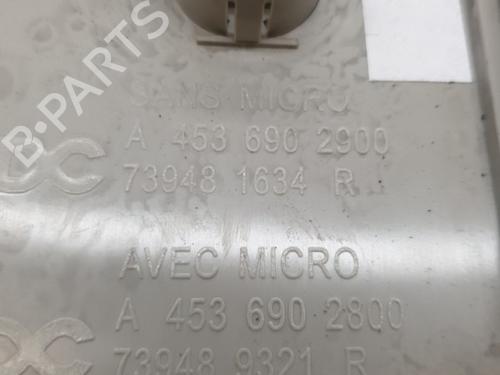 B-PARTS
SANS MICRO
A 453 690 2900
73948 1634 R
AVEC MICRO
A 453 690 2800
73948 9321 R